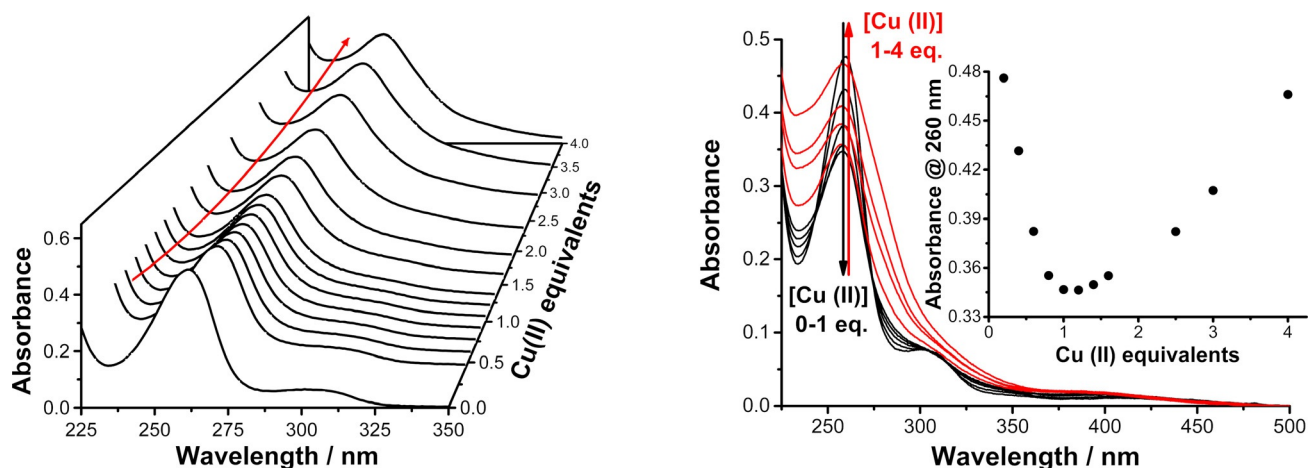 Absorbance
0.6
0.4
0.2
0.0
225 250 275 300 325 350
Wavelength / nm
4.0
3.5
3.0
2.5
2.0
1.5
1.0
0.5
0.0
Cu(II) equivalents
Absorbance
0.5
0.4
0.3
0.2
0.1
0.0
250 300 350 400 450 500
Wavelength / nm
[Cu (II)]
1-4 eq.
[Cu (II)]
0-1 eq.
Absorbance @ 260 nm
0.48
0.45
0.42
0.39
0.36
0.33
0 1 2 3 4
Cu (II) equivalents